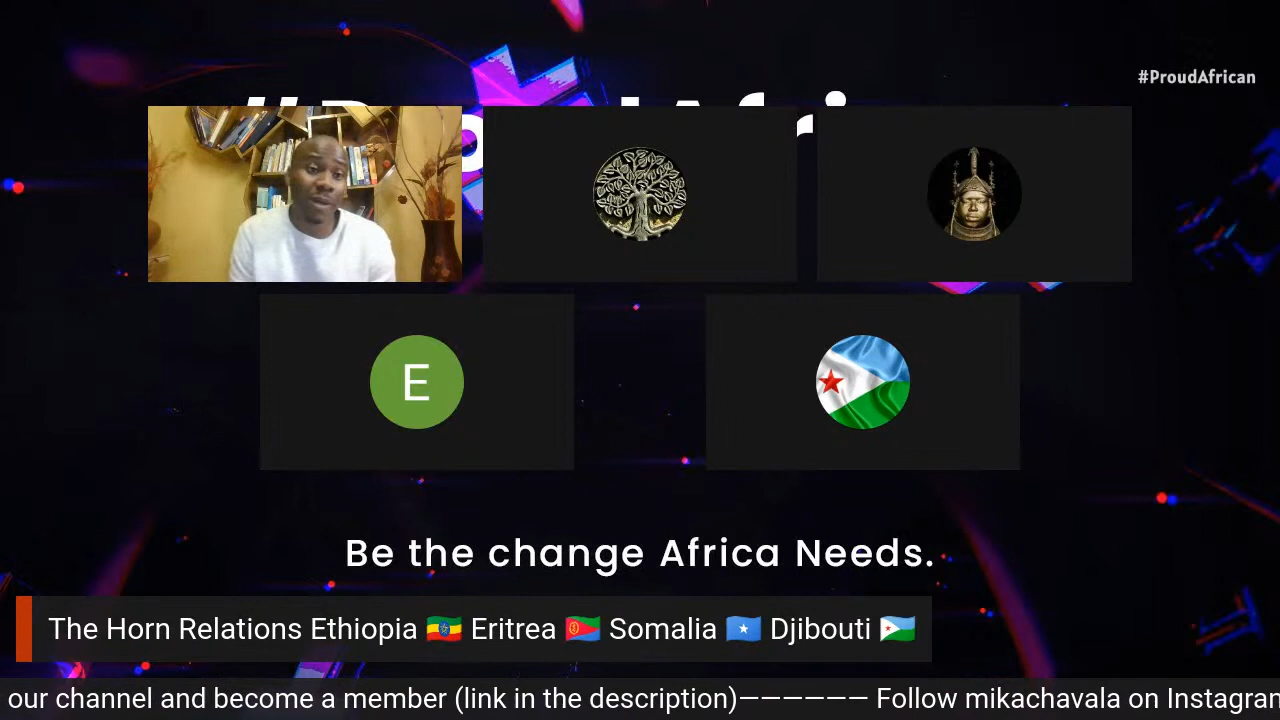 #ProudAfrican
E
Be the change Africa Needs.
The Horn Relations Ethiopia 🇪🇹 Eritrea 🇪🇷 Somalia 🇸🇴 Djibouti 🇩🇯
our channel and become a member (link in the description)—————— Follow mikachavala on Instagram